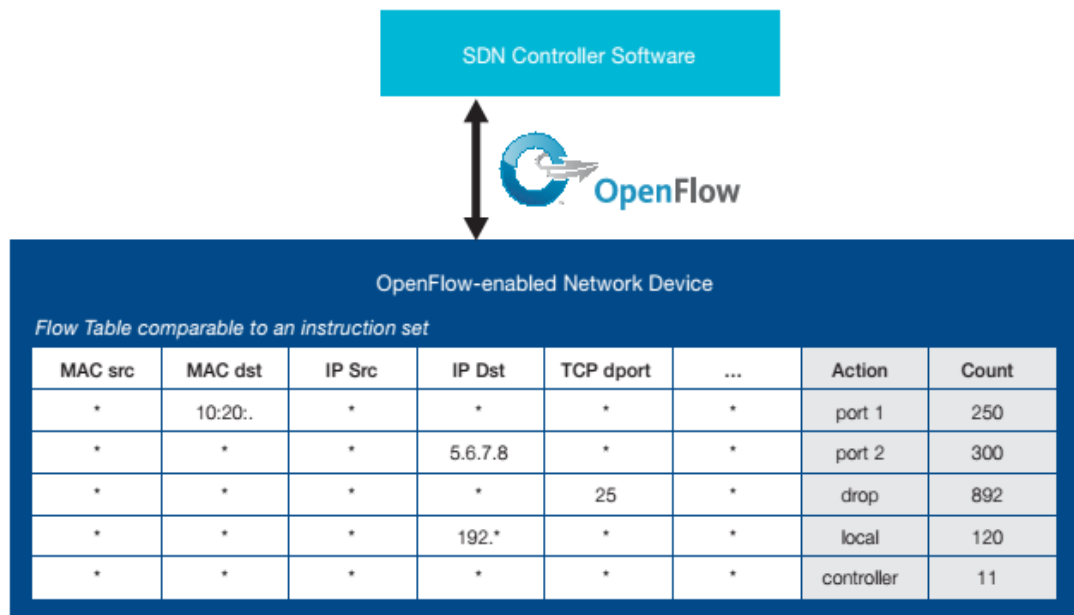 SDN Controller Software
OpenFlow
OpenFlow-enabled Network Device
Flow Table comparable to an instruction set
MAC src MAC dst IP Src IP Dst TCP dport ... Action Count
* 10:20:. * * * * port 1 250
* * * 5.6.7.8 * * port 2 300
* * * * 25 * drop 892
* * * 192.* * * local 120
* * * * * * controller 11